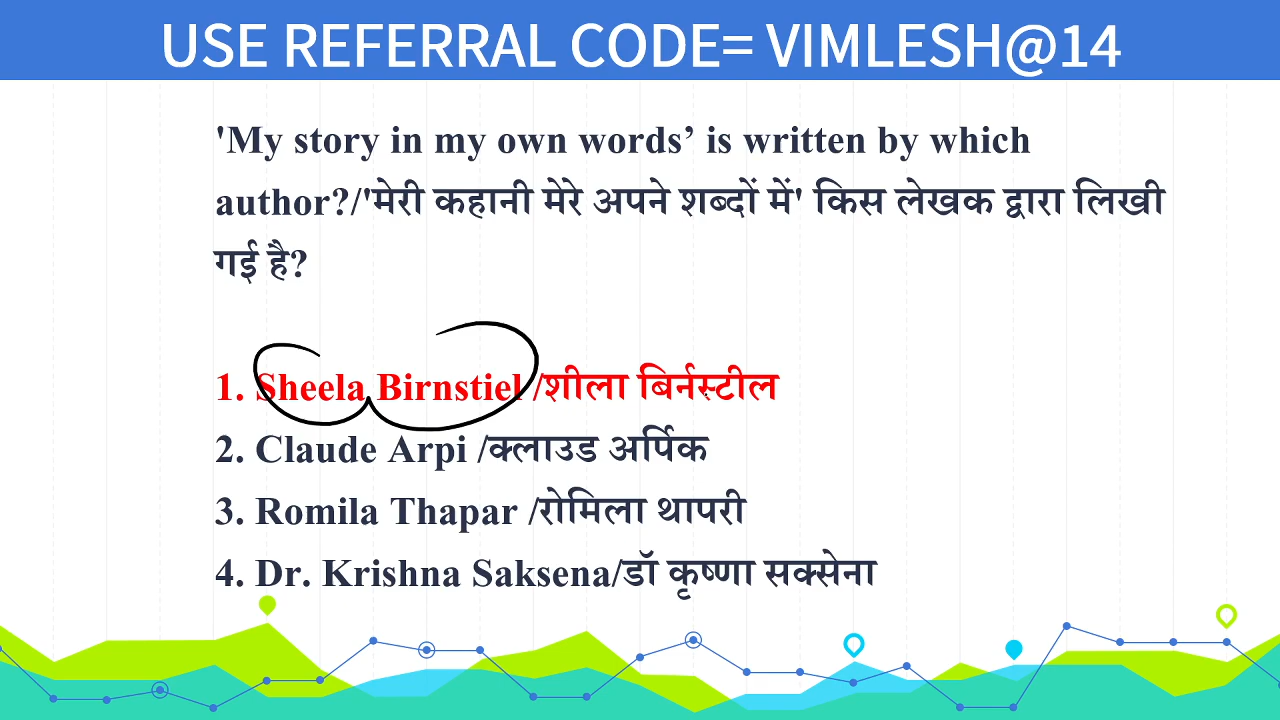 USE REFERRAL CODE= VIMLESH@14
'My story in my own words’ is written by which
author?/'मेरी कहानी मेरे अपने शब्दों में' किस लेखक द्वारा लिखी
गई है?
1. Sheela Birnstiel /शीला बिर्नस्टील
2. Claude Arpi /क्लाउड अर्पिक
3. Romila Thapar /रोमिला थापरी
4. Dr. Krishna Saksena/डॉ कृष्णा सक्सेना